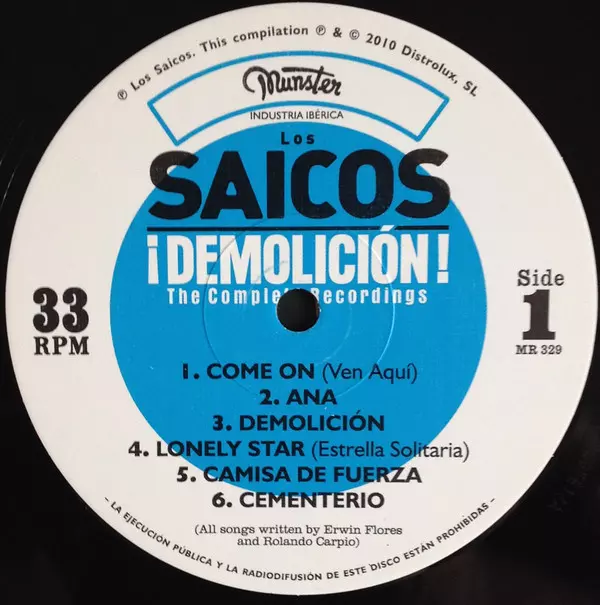 ℗ Los Saicos. This compilation ℗ & © 2010 Distrolux, SL
Munster
INDUSTRIA IBÉRICA
Los
SAICOS
¡DEMOLICIÓN!
The Complete Recordings
33
RPM
Side
1
MR 329
1. COME ON (Ven Aquí)
2. ANA
3. DEMOLICIÓN
4. LONELY STAR (Estrella Solitaria)
5. CAMISA DE FUERZA
6. CEMENTERIO
(All songs written by Erwin Flores
and Rolando Carpio)
- LA EJECUCIÓN PÚBLICA Y LA RADIODIFUSIÓN DE ESTE DISCO ESTÁN PROHIBIDAS -